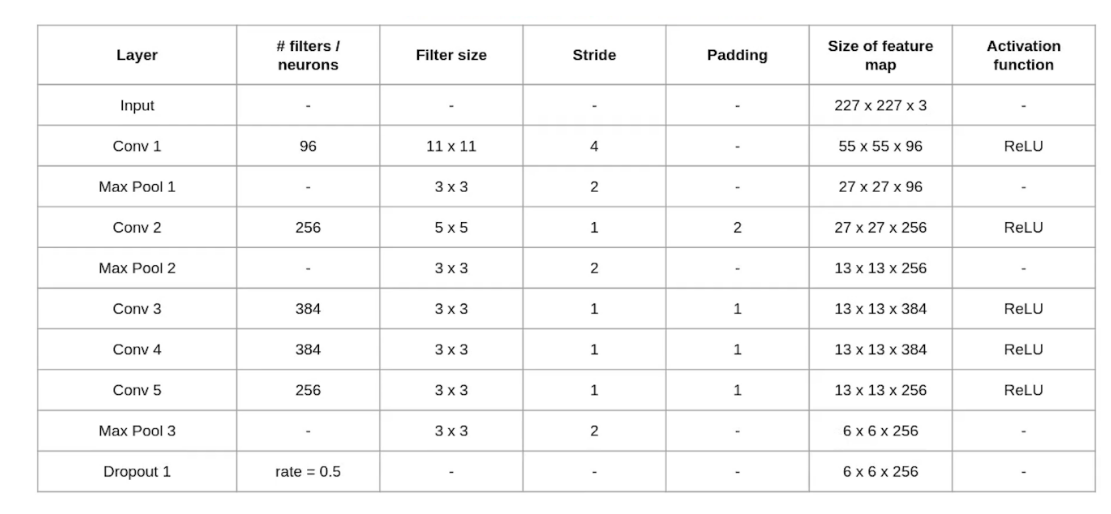 Layer # filters / neurons Filter size Stride Padding Size of feature map Activation function
Input - - - - 227 x 227 x 3 -
Conv 1 96 11 x 11 4 - 55 x 55 x 96 ReLU
Max Pool 1 - 3 x 3 2 - 27 x 27 x 96 -
Conv 2 256 5 x 5 1 2 27 x 27 x 256 ReLU
Max Pool 2 - 3 x 3 2 - 13 x 13 x 256 -
Conv 3 384 3 x 3 1 1 13 x 13 x 384 ReLU
Conv 4 384 3 x 3 1 1 13 x 13 x 384 ReLU
Conv 5 256 3 x 3 1 1 13 x 13 x 256 ReLU
Max Pool 3 - 3 x 3 2 - 6 x 6 x 256 -
Dropout 1 rate = 0.5 - - - 6 x 6 x 256 -